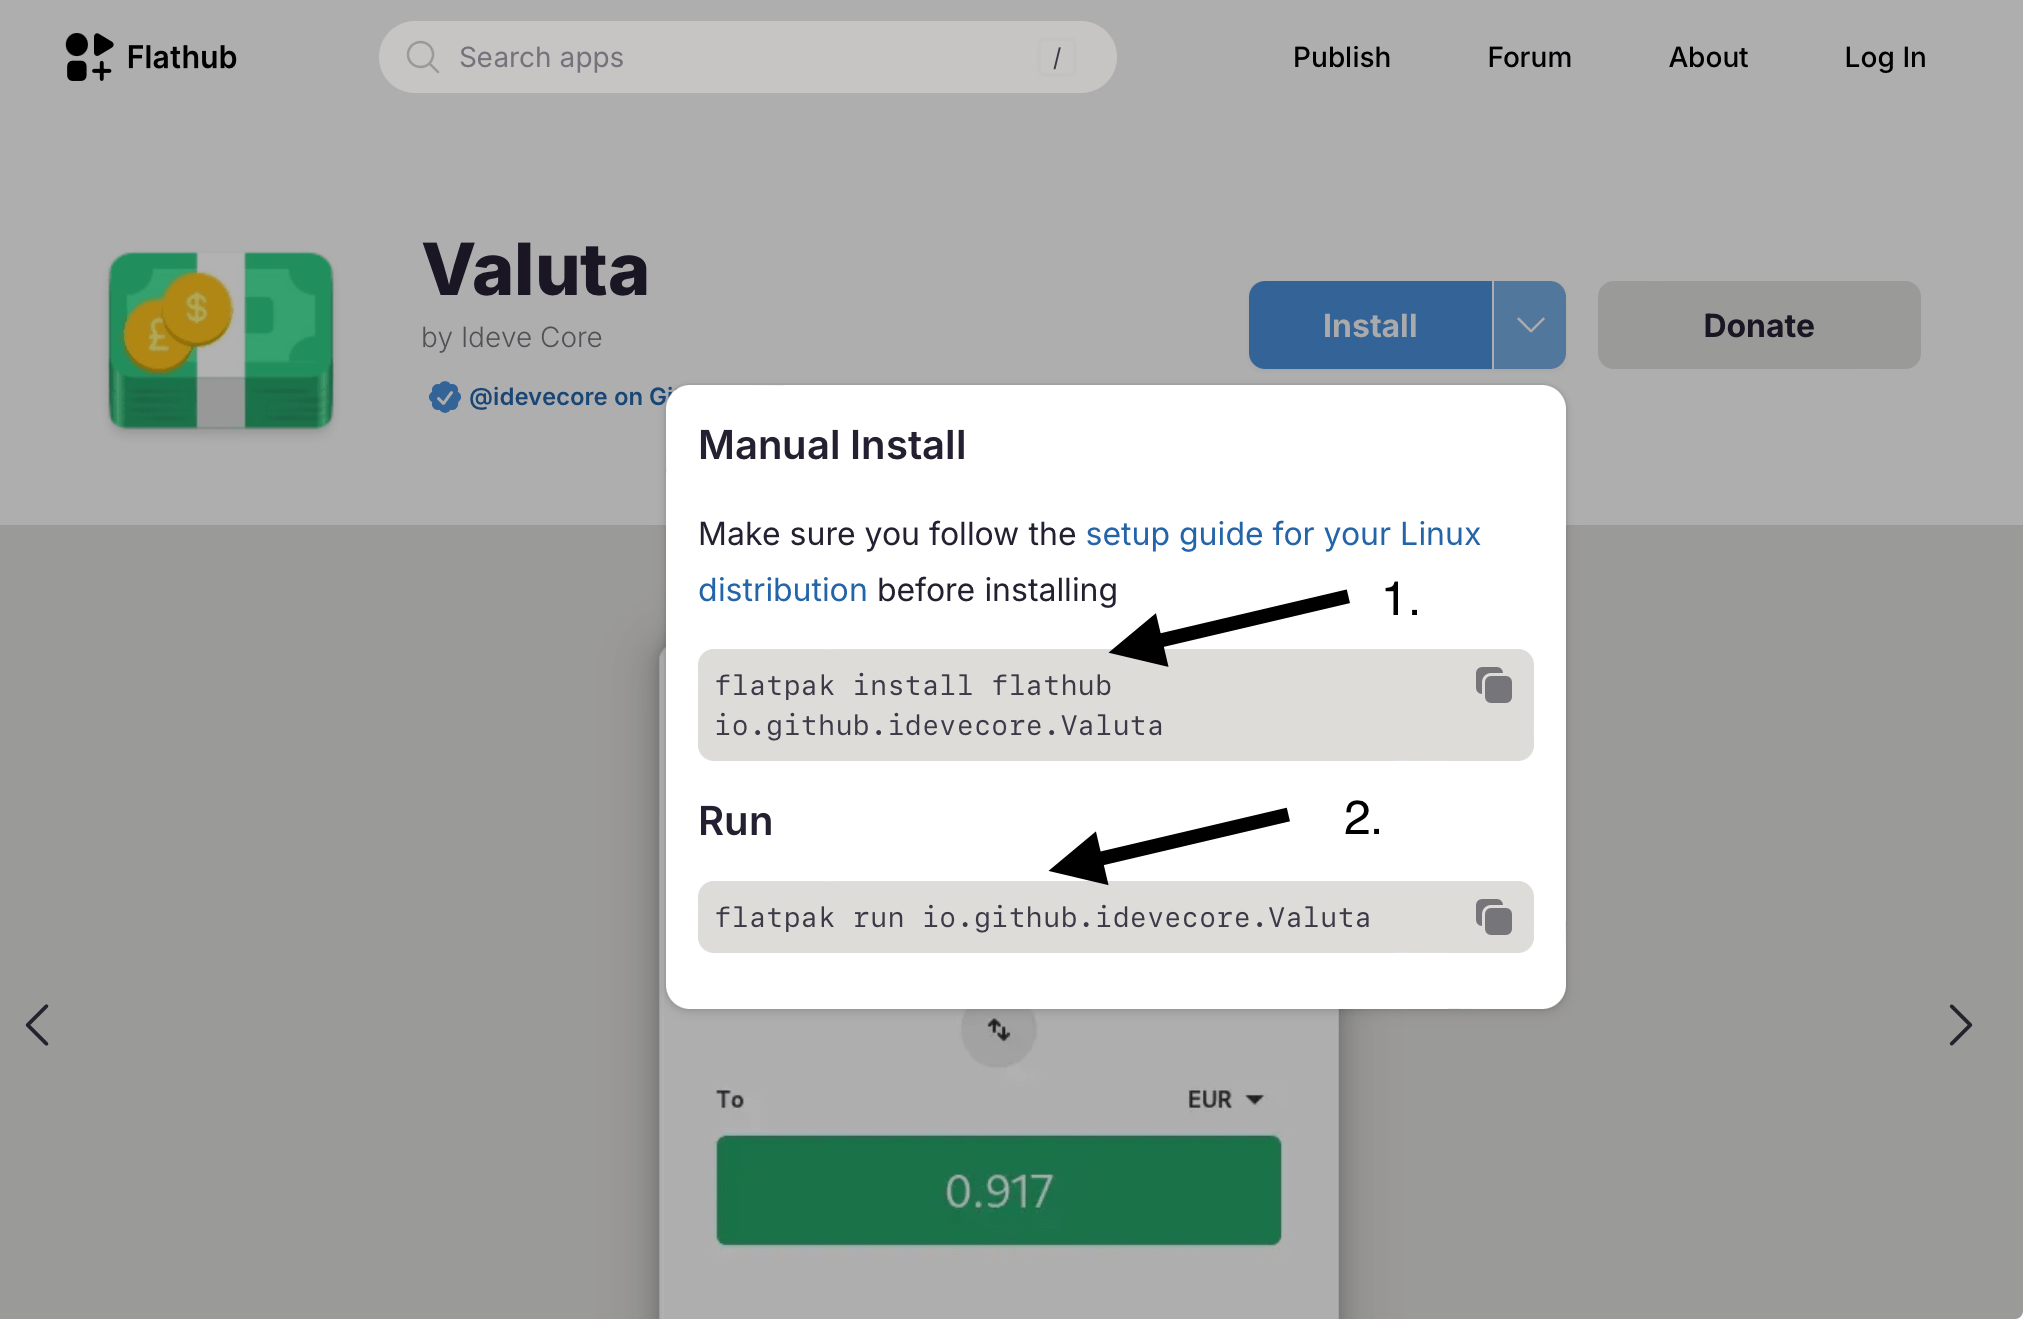 Flathub
Search apps
/
Publish
Forum
About
Log In
Valuta
by Ideve Core
Install
Donate
@idevecore on
Manual Install
Make sure you follow the setup guide for your Linux
distribution before installing
1.
flatpak install flathub
io.github.idevecore.Valuta
Run
2.
flatpak run io.github.idevecore.Valuta
To
EUR
0.917